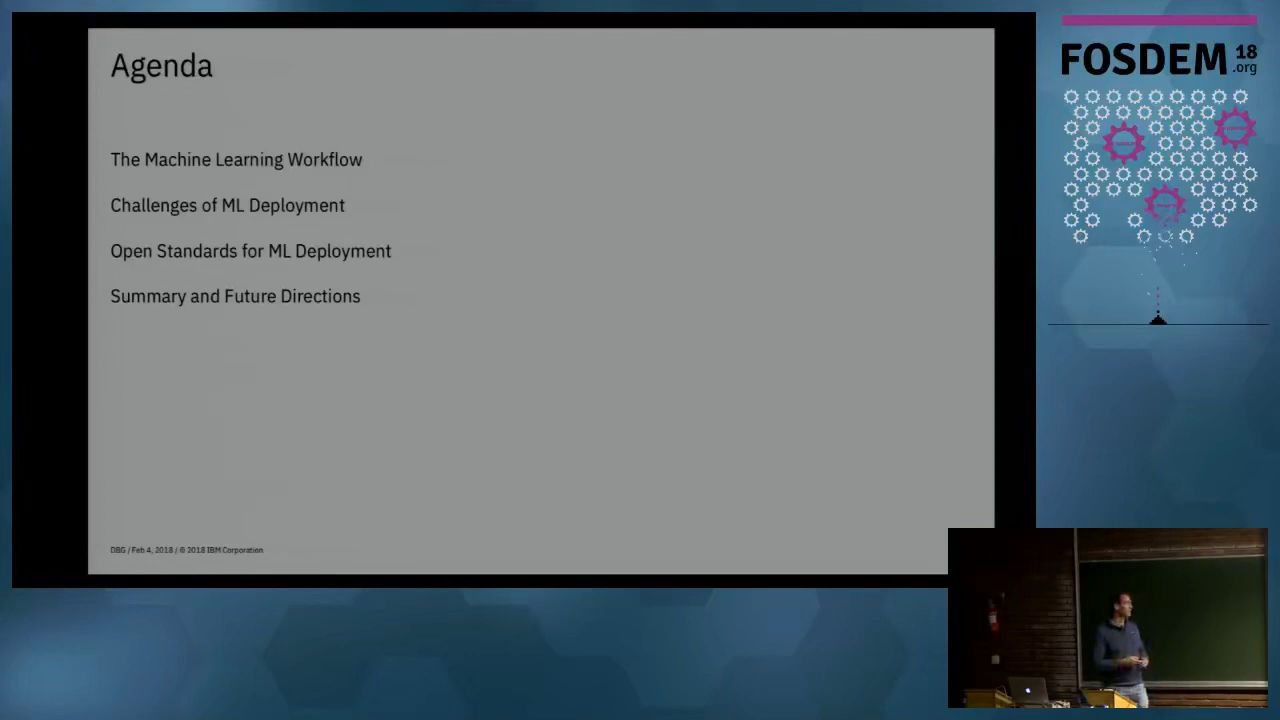 Agenda
The Machine Learning Workflow
Challenges of ML Deployment
Open Standards for ML Deployment
Summary and Future Directions
DBG / Feb 4, 2018 / © 2018 IBM Corporation
FOSDEM 18
.org